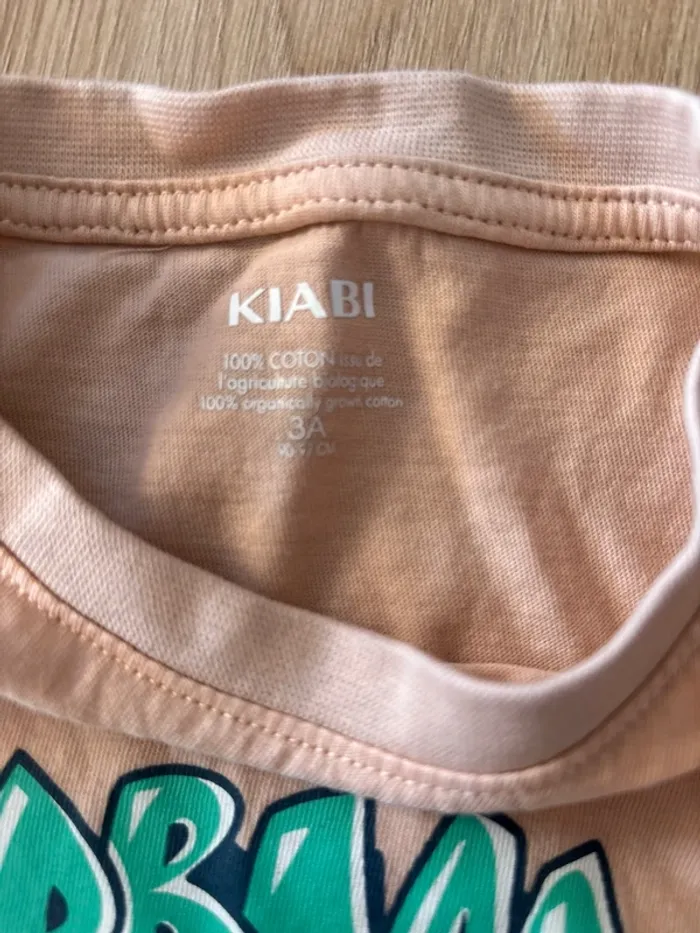 KIABI
100% COTON issu de
l'agriculture biologique
100% organically grown cotton
3A